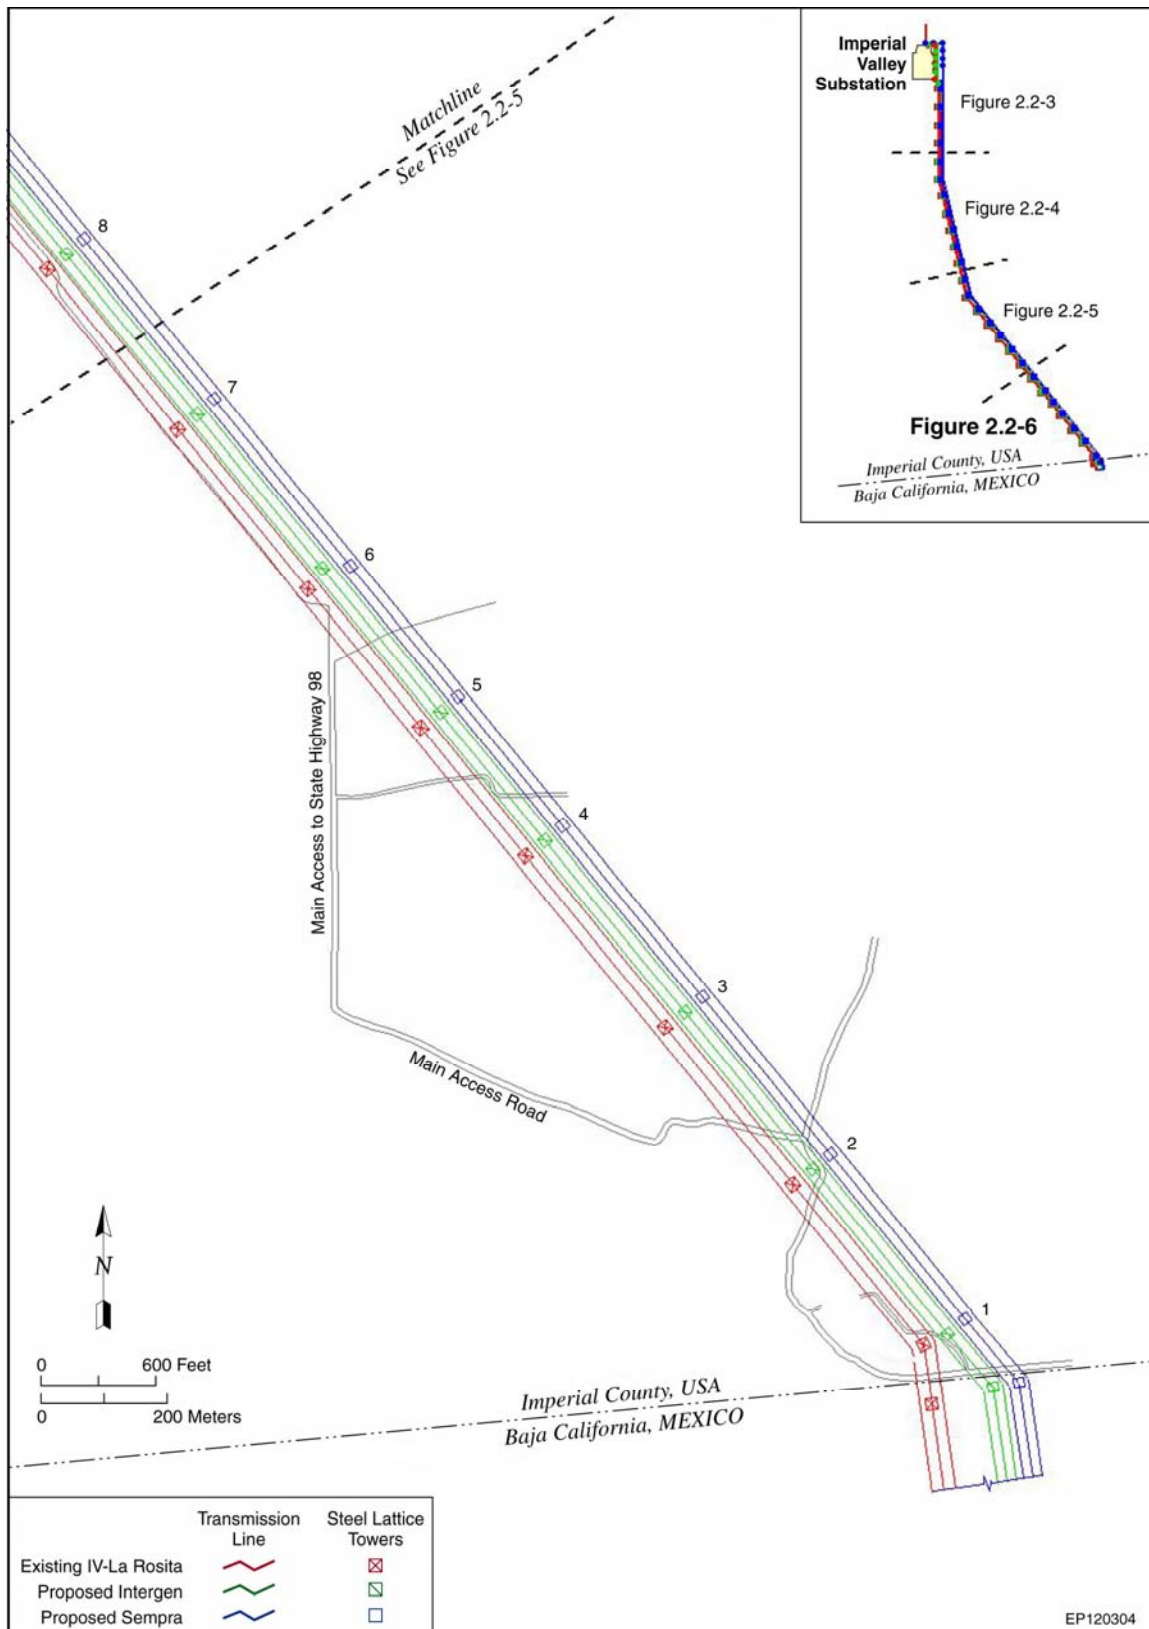 Matchline
See Figure 2.2-5
Imperial
Valley
Substation
Figure 2.2-3
Figure 2.2-4
Figure 2.2-5
Figure 2.2-6
Imperial County, USA
Baja California, MEXICO
8
7
6
5
4
3
2
1
Main Access to State Highway 98
Main Access Road
N
0 600 Feet
0 200 Meters
Imperial County, USA
Baja California, MEXICO
Transmission Line
Steel Lattice Towers
Existing IV-La Rosita
Proposed Intergen
Proposed Sempra
EP120304